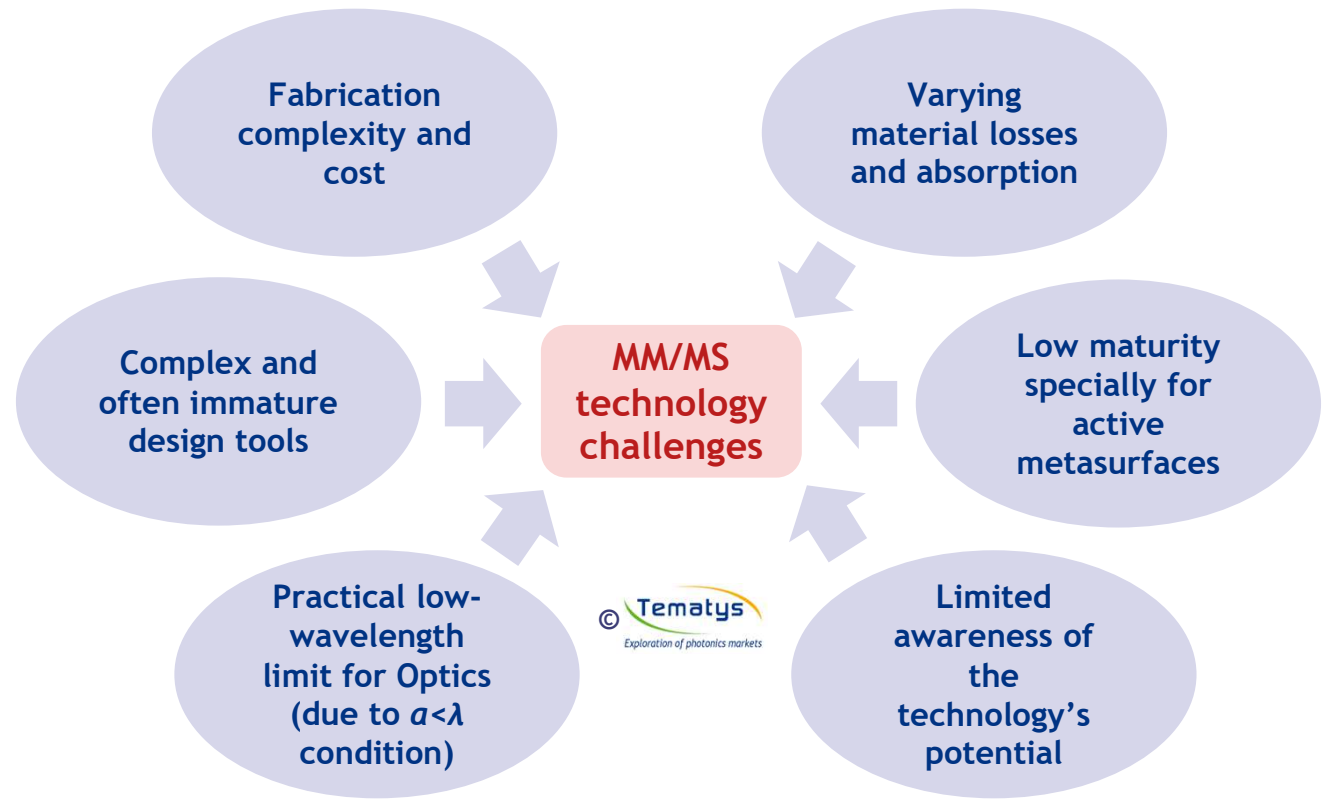 Fabrication
complexity and
cost
Varying
material losses
and absorption
Complex and
often immature
design tools
MM/MS
technology
challenges
Low maturity
specially for
active
metasurfaces
Practical low-
wavelength
limit for Optics
(due to a<λ
condition)
© Tematys
Exploration of photonics markets
Limited
awareness of
the
technology’s
potential